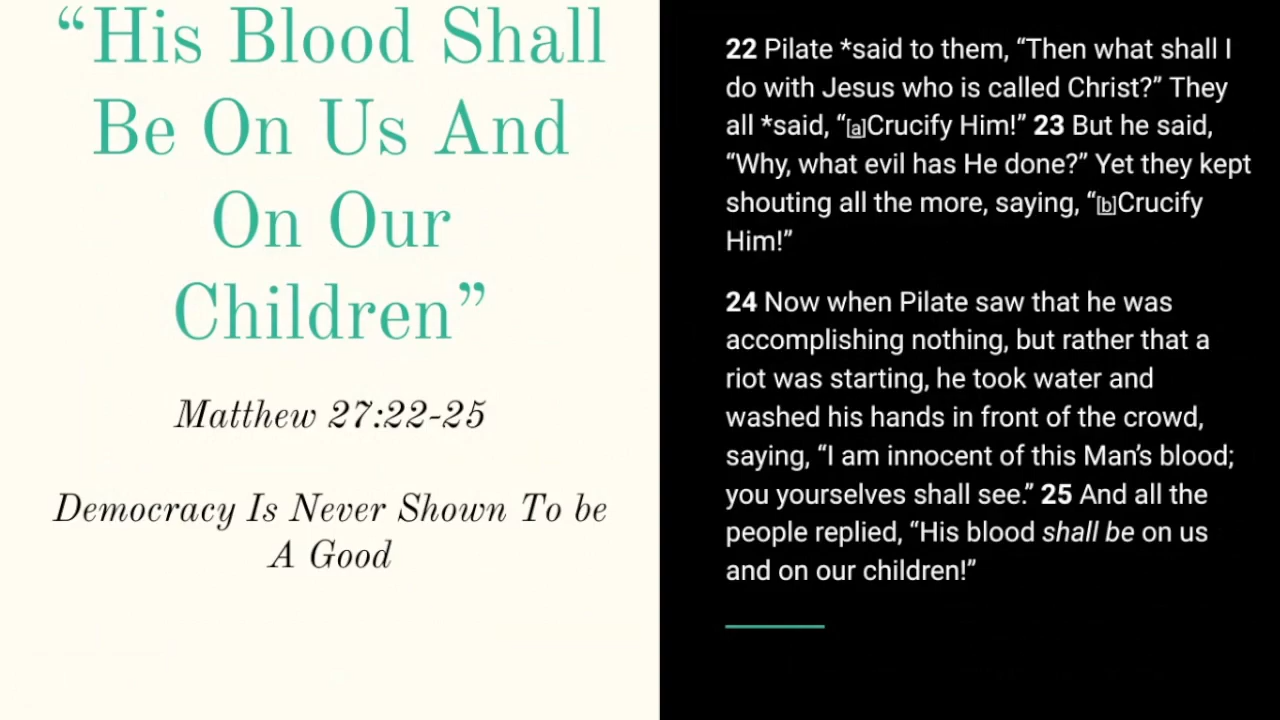 “His Blood Shall
Be On Us And
On Our
Children”
Matthew 27:22-25
Democracy Is Never Shown To be
A Good
22 Pilate *said to them, “Then what shall I
do with Jesus who is called Christ?” They
all *said, “[a]Crucify Him!” 23 But he said,
“Why, what evil has He done?” Yet they kept
shouting all the more, saying, “[b]Crucify
Him!”
24 Now when Pilate saw that he was
accomplishing nothing, but rather that a
riot was starting, he took water and
washed his hands in front of the crowd,
saying, “I am innocent of this Man’s blood;
you yourselves shall see.” 25 And all the
people replied, “His blood shall be on us
and on our children!”